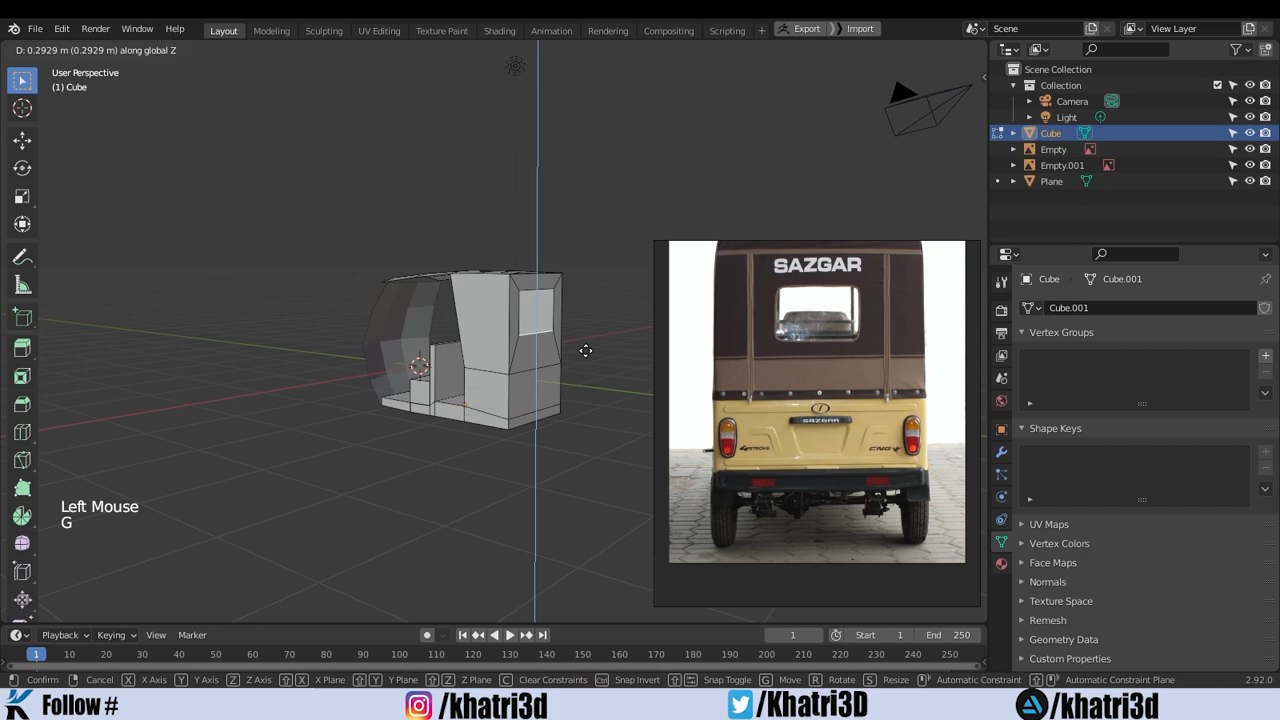 File Edit Render Window Help
Layout Modeling Sculpting UV Editing Texture Paint Shading Animation Rendering Compositing Scripting +
Export Import
Scene
View Layer
D: 0.2929 m (0.2929 m) along global Z
User Perspective
(1) Cube
Scene Collection
Collection
Camera
Light
Cube
Empty
Empty.001
Plane
SAZGAR
SAZGAR
4 STROKE
CNG
Left Mouse
G
Cube Cube.001
Cube.001
Vertex Groups
Shape Keys
UV Maps
Vertex Colors
Face Maps
Normals
Texture Space
Remesh
Geometry Data
Custom Properties
Playback Keying View Marker
1 Start 1 End 250
1 10 20 30 40 50 60 70 80 90 100 110 120 130 140 150 160 170 180 190 200 210 220 230 240 250
Confirm Cancel X X Axis Y Y Axis Z Z Axis X X Plane Y Y Plane Z Z Plane C Clear Constraints Ctrl Snap Invert Snap Toggle G Move R Rotate S Resize Automatic Constraint Automatic Constraint Plane 2.92.0
Follow # /khatri3d /Khatri3D /khatri3d